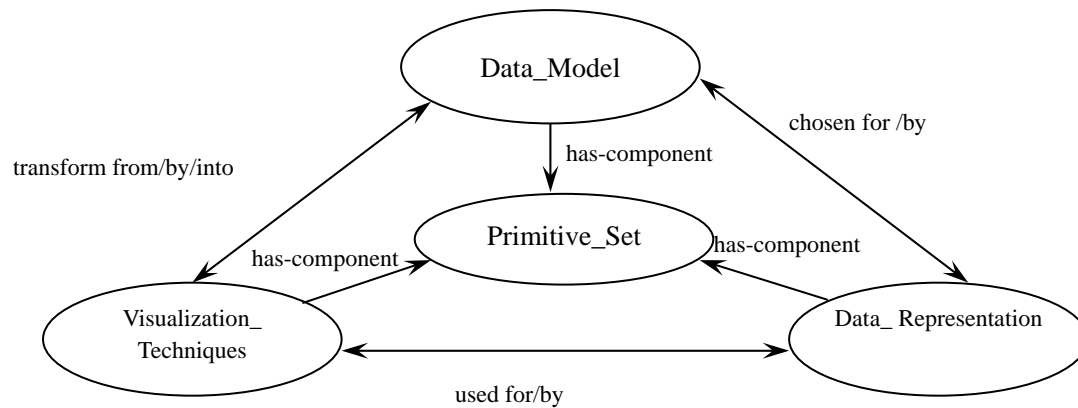 Data_Model
chosen for /by
has-component
transform from/by/into
Primitive_Set
has-component
has-component
Visualization_
Techniques
Data_ Representation
used for/by